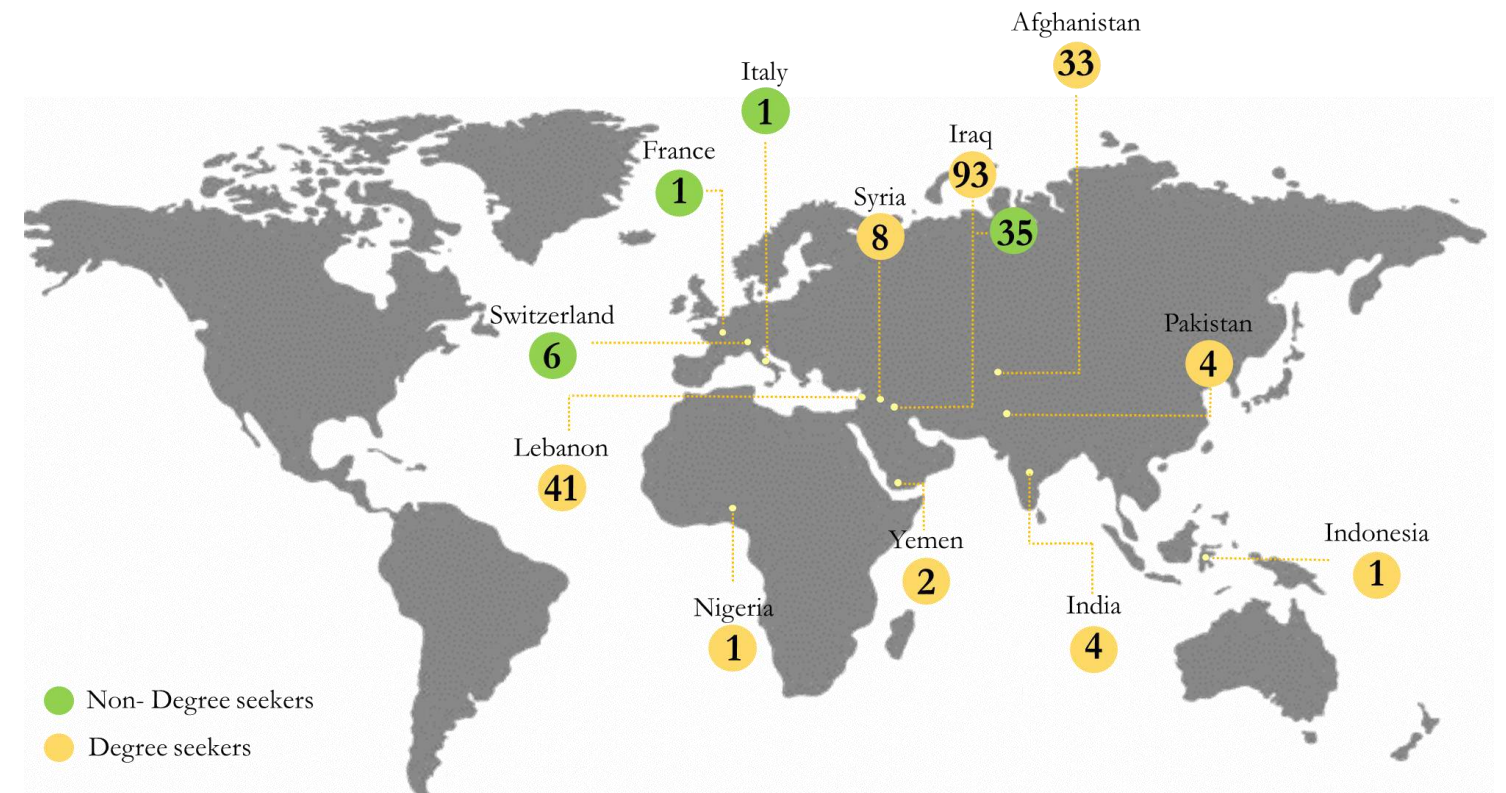 Afghanistan
33
Italy
1
Iraq
93
35
France
1
Syria
8
Switzerland
6
Pakistan
4
Lebanon
41
Yemen
2
Indonesia
1
Nigeria
1
India
4
Non- Degree seekers
Degree seekers